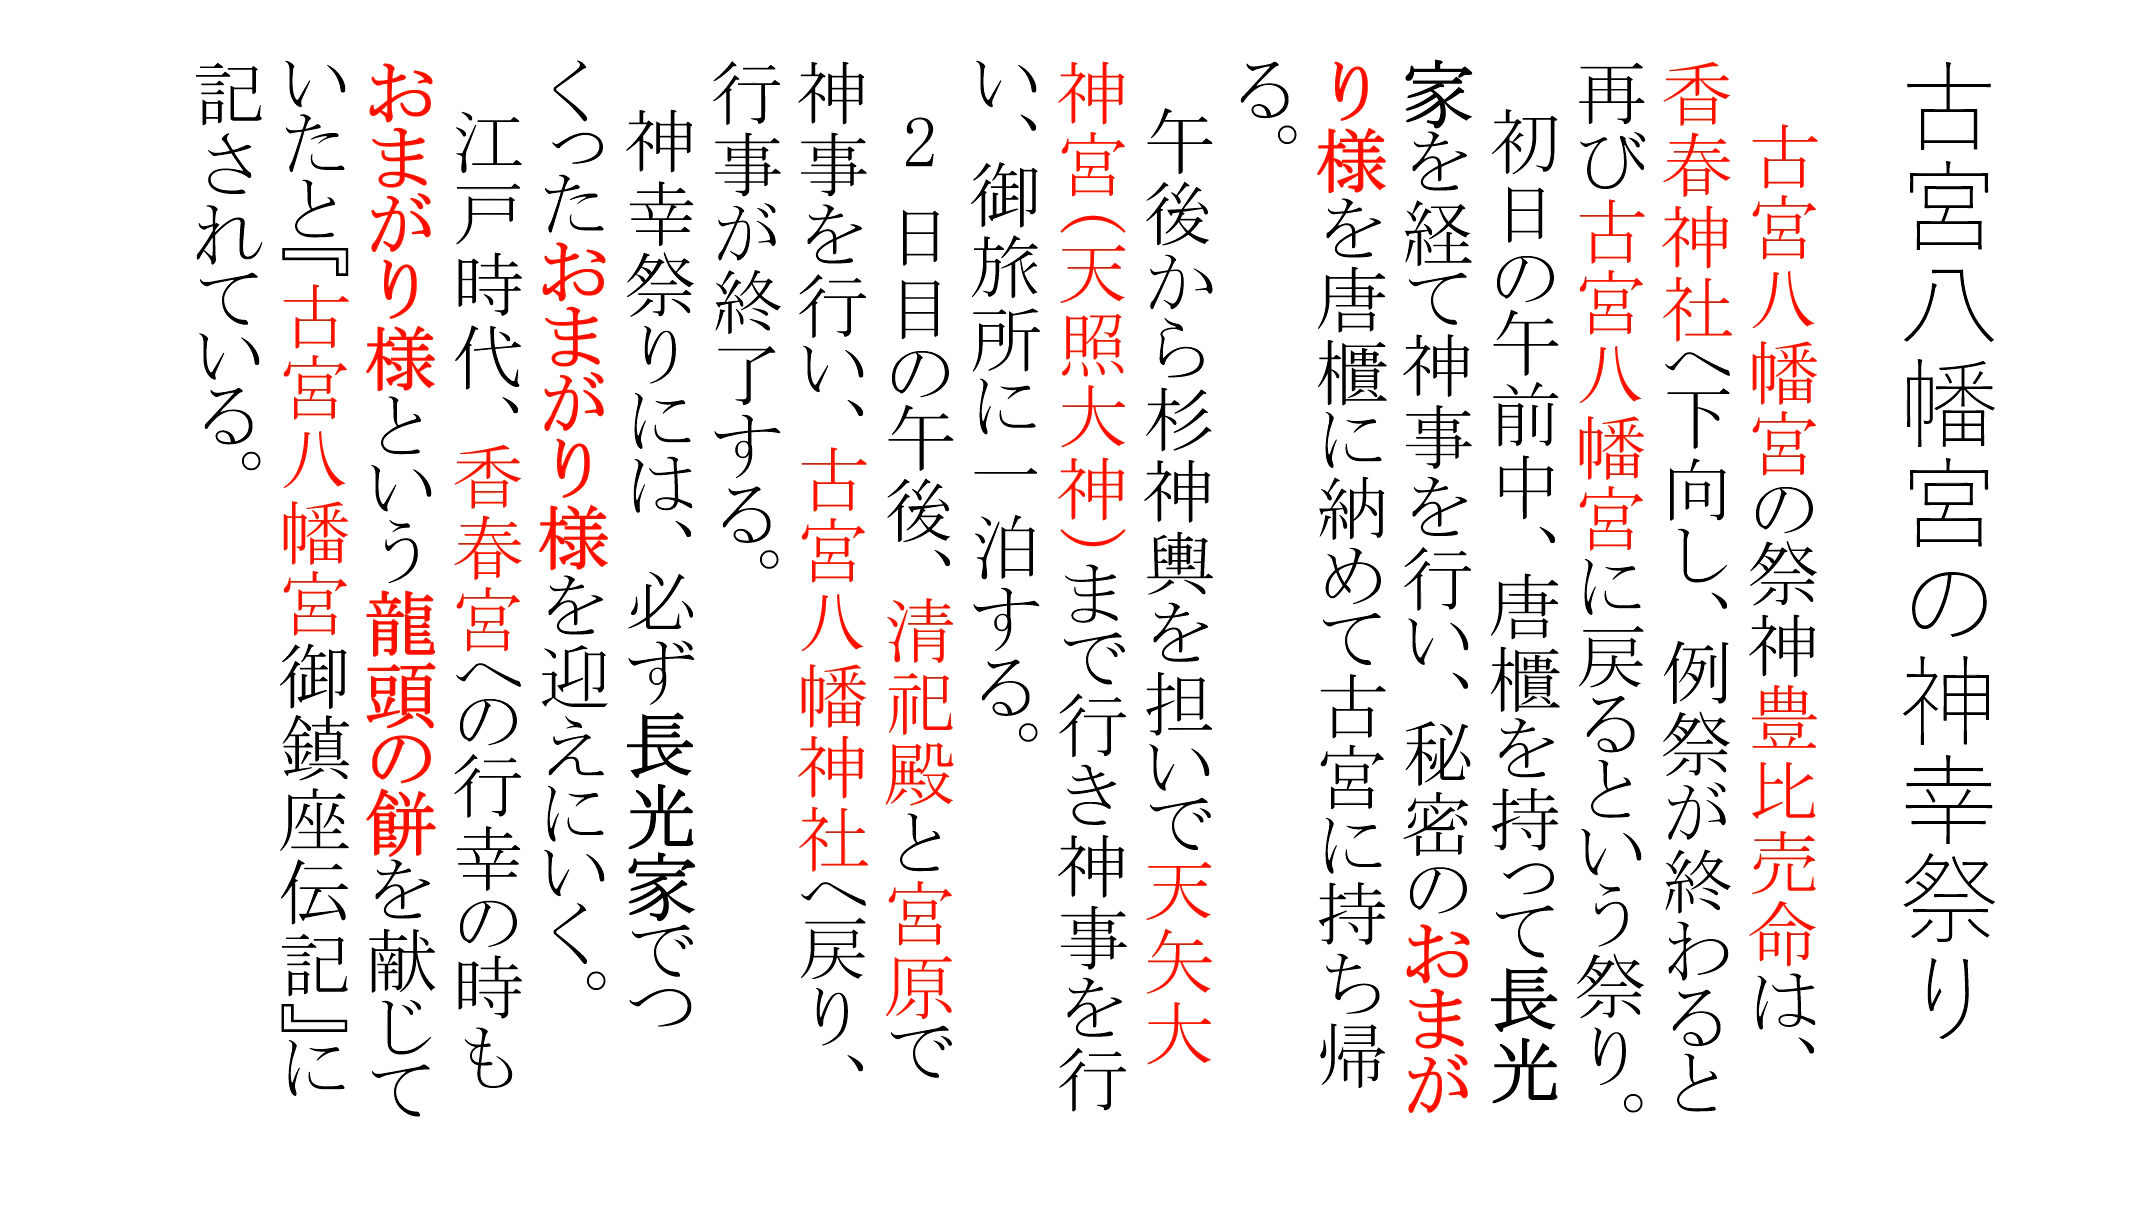 古宮八幡宮の神幸祭り
古宮八幡宮の祭神豊比売命は、
香春神社へ下向し、例祭が終わると
再び古宮八幡宮に戻るという祭り。
初日の午前中、唐櫃を持って長光
家を経て神事を行い、秘密のおまが
り様を唐櫃に納めて古宮に持ち帰
る。
午後から杉神輿を担いで天矢大
神宮（天照大神）まで行き神事を行
い、御旅所に一泊する。
2日目の午後、清祀殿と宮原で
神事を行い、古宮八幡神社へ戻り、
行事が終了する。
神幸祭りには、必ず長光家でつ
くったおまがり様を迎えにいく。
江戸時代、香春宮への行幸の時も
おまがり様という龍頭の餅を献じて
いたと『古宮八幡宮御鎮座伝記』に
記されている。